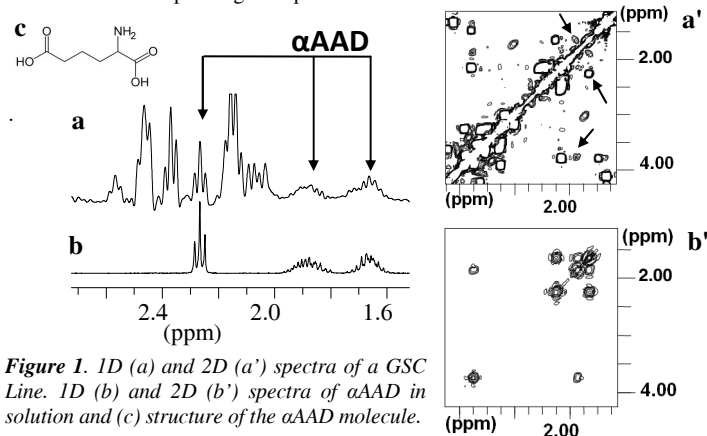 c
NH₂
O
O
HO
OH
αAAD
.
a
b
2.4
2.0
1.6
(ppm)
(ppm)
a'
2.00
4.00
(ppm)
2.00
(ppm)
b'
2.00
4.00
2.00
Figure 1. 1D (a) and 2D (a’) spectra of a GSC
Line. 1D (b) and 2D (b’) spectra of αAAD in
solution and (c) structure of the αAAD molecule.